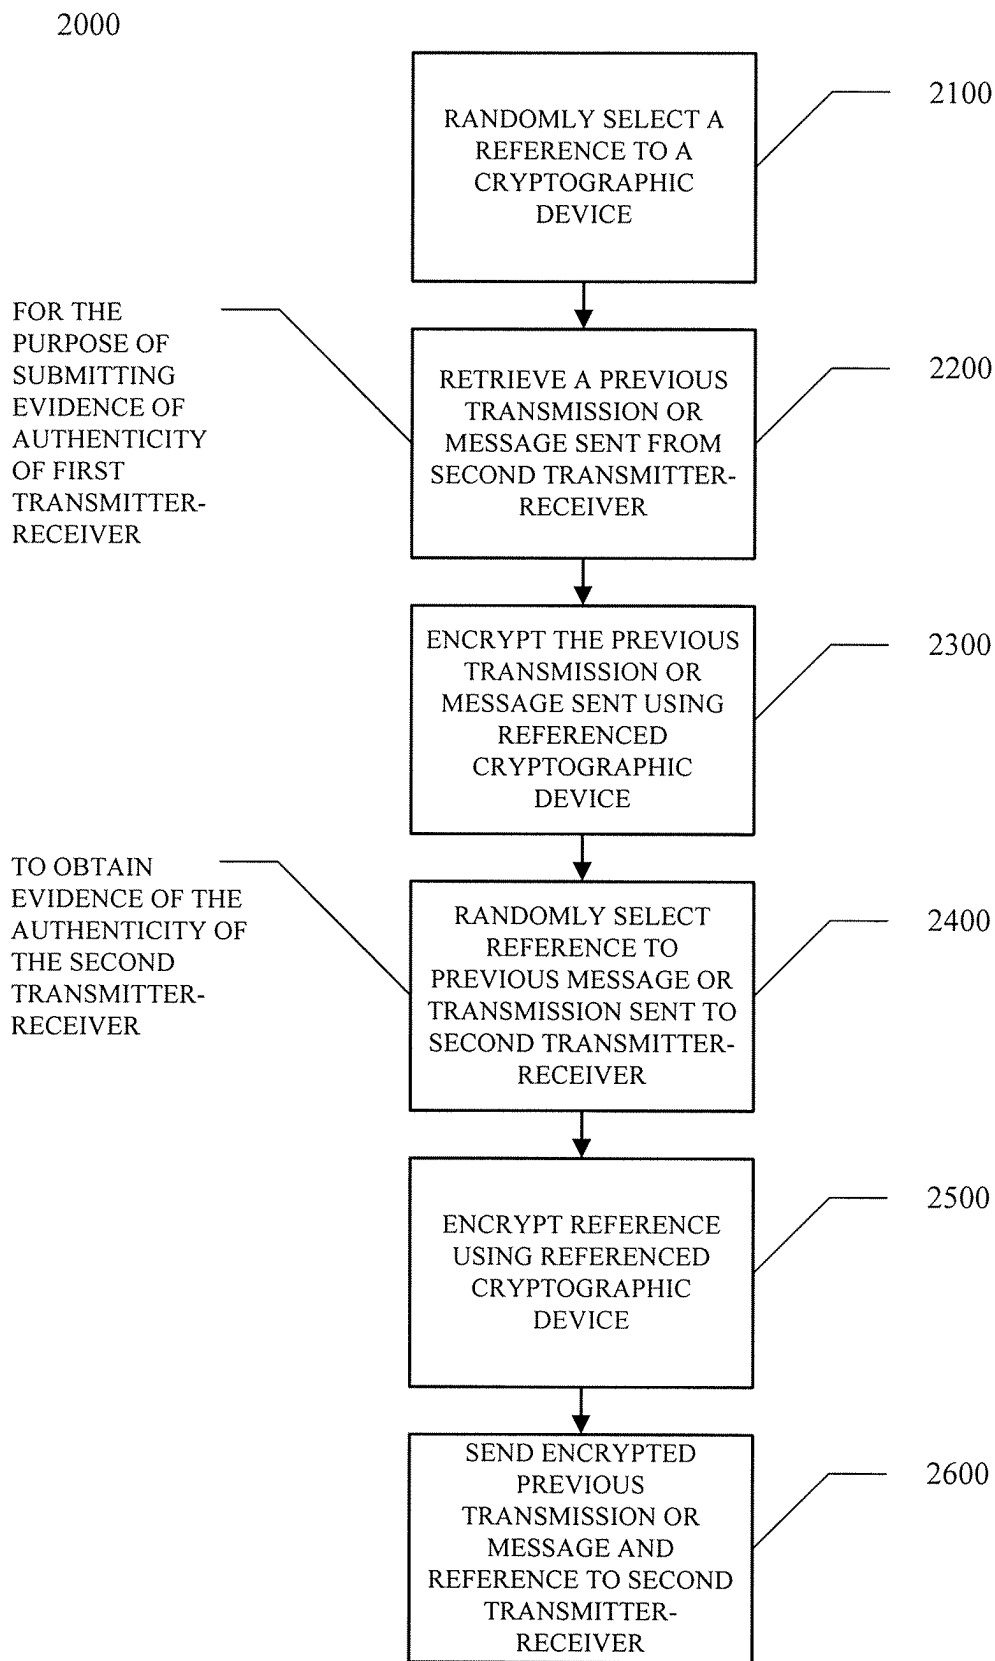 2000
RANDOMLY SELECT A
REFERENCE TO A
CRYPTOGRAPHIC
DEVICE
2100
FOR THE
PURPOSE OF
SUBMITTING
EVIDENCE OF
AUTHENTICITY
OF FIRST
TRANSMITTER-
RECEIVER
RETRIEVE A PREVIOUS
TRANSMISSION OR
MESSAGE SENT FROM
SECOND TRANSMITTER-
RECEIVER
2200
ENCRYPT THE PREVIOUS
TRANSMISSION OR
MESSAGE SENT USING
REFERENCED
CRYPTOGRAPHIC
DEVICE
2300
TO OBTAIN
EVIDENCE OF THE
AUTHENTICITY OF
THE SECOND
TRANSMITTER-
RECEIVER
RANDOMLY SELECT
REFERENCE TO
PREVIOUS MESSAGE OR
TRANSMISSION SENT TO
SECOND TRANSMITTER-
RECEIVER
2400
ENCRYPT REFERENCE
USING REFERENCED
CRYPTOGRAPHIC
DEVICE
2500
SEND ENCRYPTED
PREVIOUS
TRANSMISSION OR
MESSAGE AND
REFERENCE TO SECOND
TRANSMITTER-
RECEIVER
2600